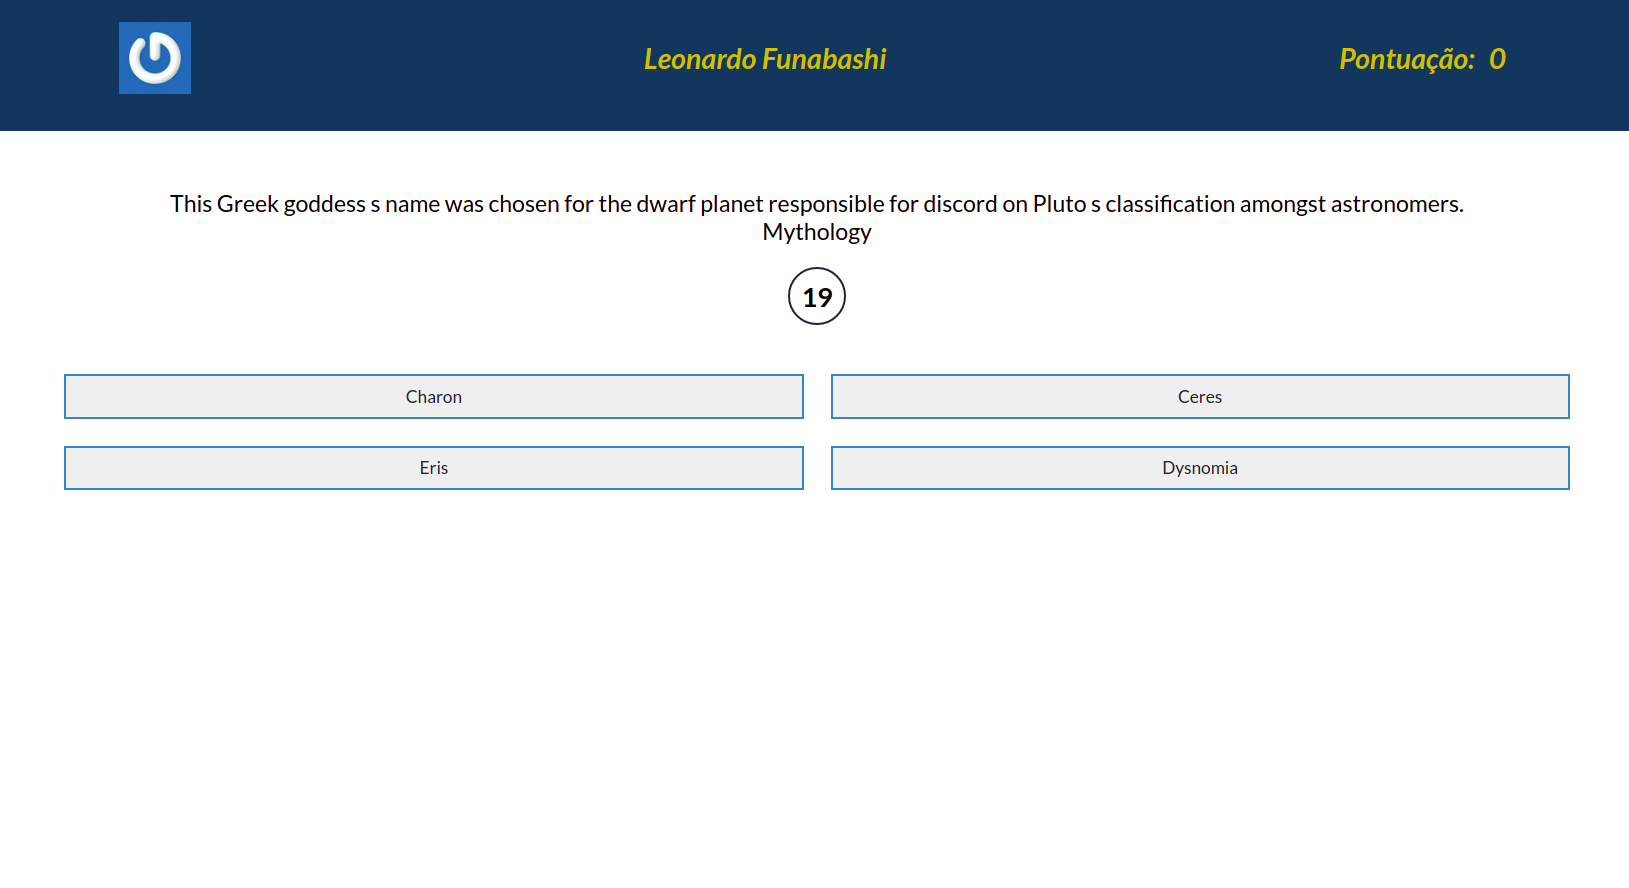 Leonardo Funabashi
Pontuação: 0
This Greek goddess s name was chosen for the dwarf planet responsible for discord on Pluto s classification amongst astronomers.
Mythology
19
Charon
Ceres
Eris
Dysnomia